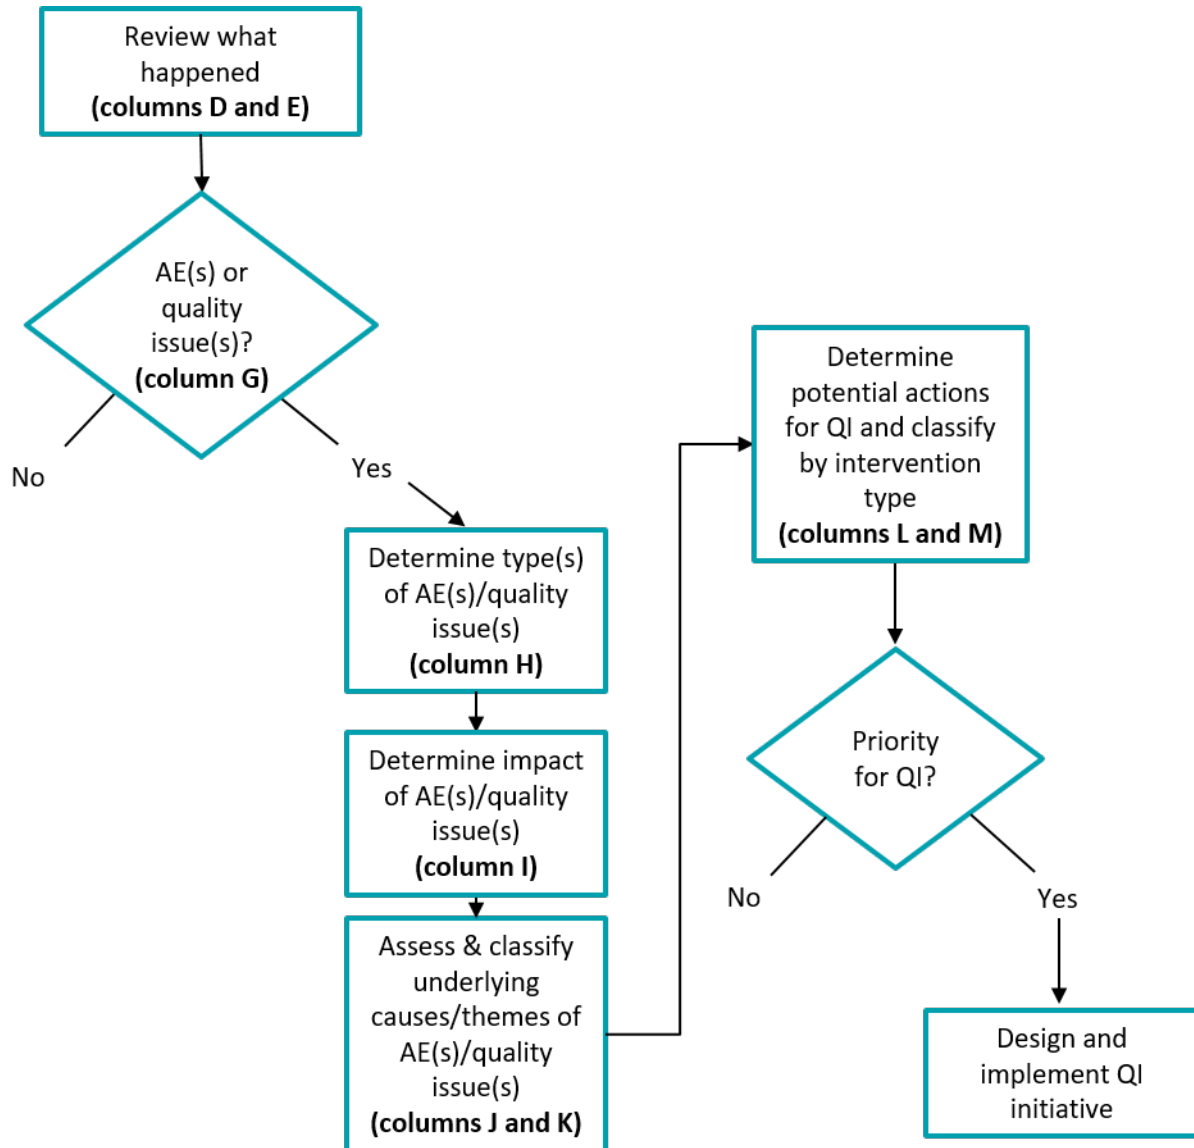 Review what
happened
(columns D and E)
AE(s) or
quality
issue(s)?
(column G)
No
Yes
Determine type(s)
of AE(s)/quality
issue(s)
(column H)
Determine impact
of AE(s)/quality
issue(s)
(column I)
Assess & classify
underlying
causes/themes of
AE(s)/quality
issue(s)
(columns J and K)
Determine
potential actions
for QI and classify
by intervention
type
(columns L and M)
Priority
for QI?
No
Yes
Design and
implement QI
initiative